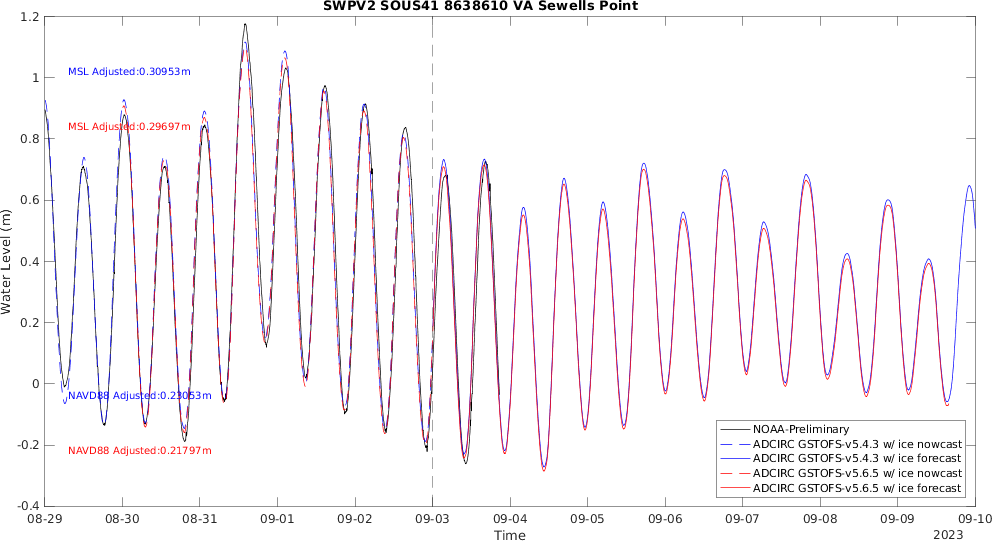 SWPV2 SOUS41 8638610 VA Sewells Point
Water Level (m)
1.2
1
0.8
0.6
0.4
0.2
0
-0.2
-0.4
MSL Adjusted:0.30953m
MSL Adjusted:0.29697m
NAVD88 Adjusted:0.23053m
NAVD88 Adjusted:0.21797m
NOAA-Preliminary
ADCIRC GSTOFS-v5.4.3 w/ ice nowcast
ADCIRC GSTOFS-v5.4.3 w/ ice forecast
ADCIRC GSTOFS-v5.6.5 w/ ice nowcast
ADCIRC GSTOFS-v5.6.5 w/ ice forecast
08-29 08-30 08-31 09-01 09-02 09-03 09-04 09-05 09-06 09-07 09-08 09-09 09-10
Time
2023